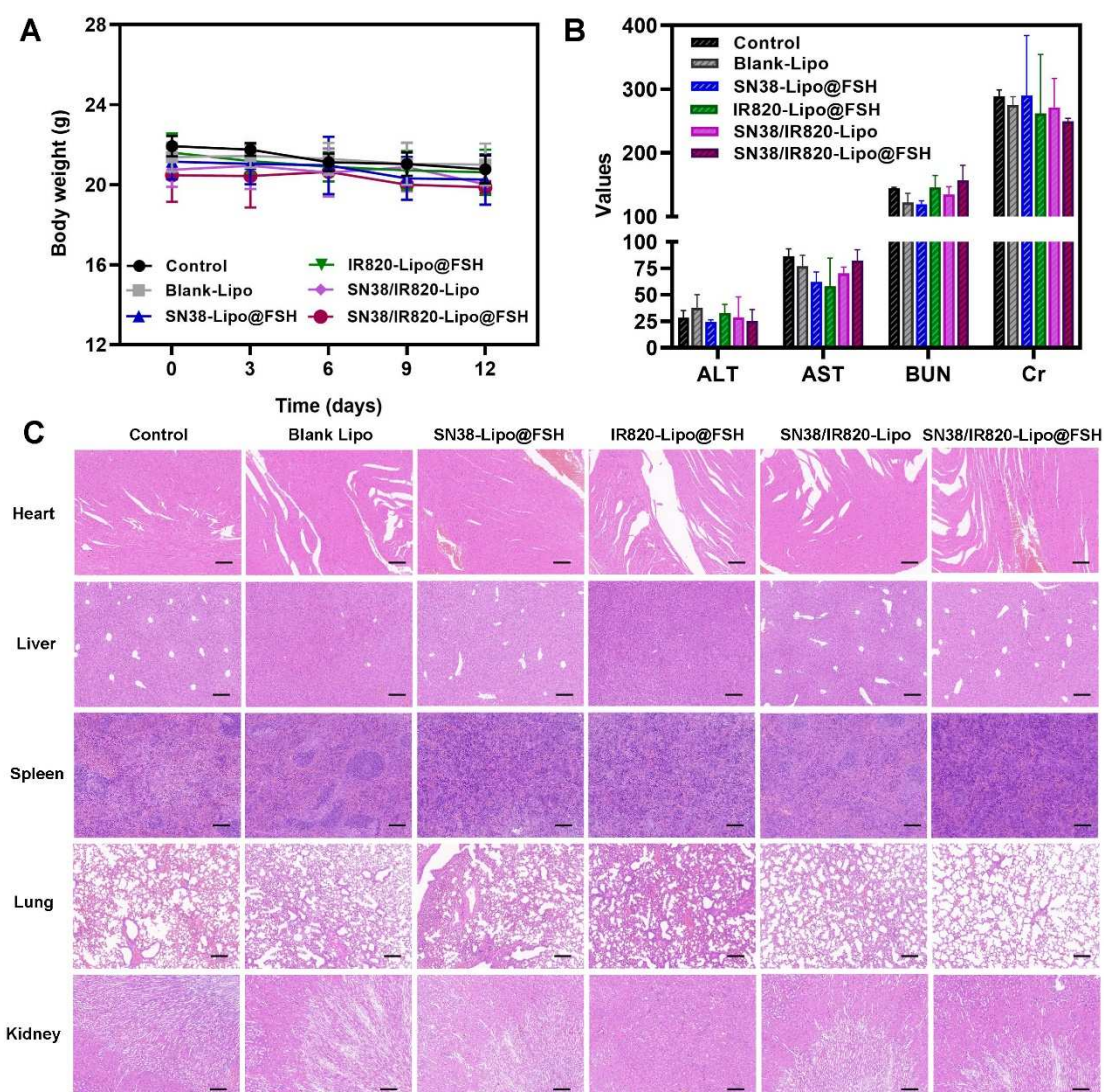 A
28
24
20
16
12
Body weight (g)
Control
Blank-Lipo
SN38-Lipo@FSH
IR820-Lipo@FSH
SN38/IR820-Lipo
SN38/IR820-Lipo@FSH
0 3 6 9 12
Time (days)
B
400
300
200
100
100
75
50
25
0
Values
Control
Blank-Lipo
SN38-Lipo@FSH
IR820-Lipo@FSH
SN38/IR820-Lipo
SN38/IR820-Lipo@FSH
ALT AST BUN Cr
C
Control Blank Lipo SN38-Lipo@FSH IR820-Lipo@FSH SN38/IR820-Lipo SN38/IR820-Lipo@FSH
Heart
Liver
Spleen
Lung
Kidney